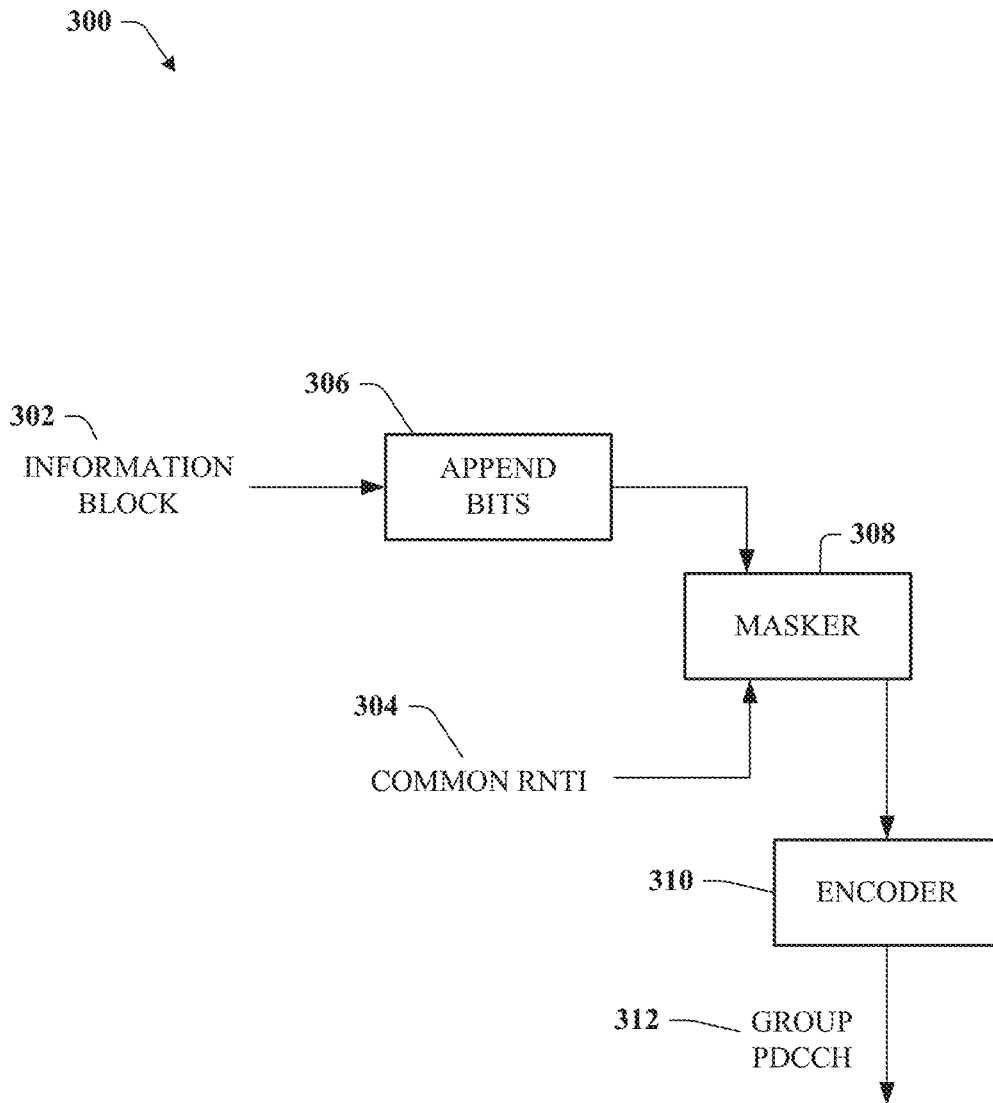 300
306
302
INFORMATION
BLOCK
APPEND
BITS
308
MASKER
304
COMMON RNTI
310
ENCODER
312
GROUP
PDCCH